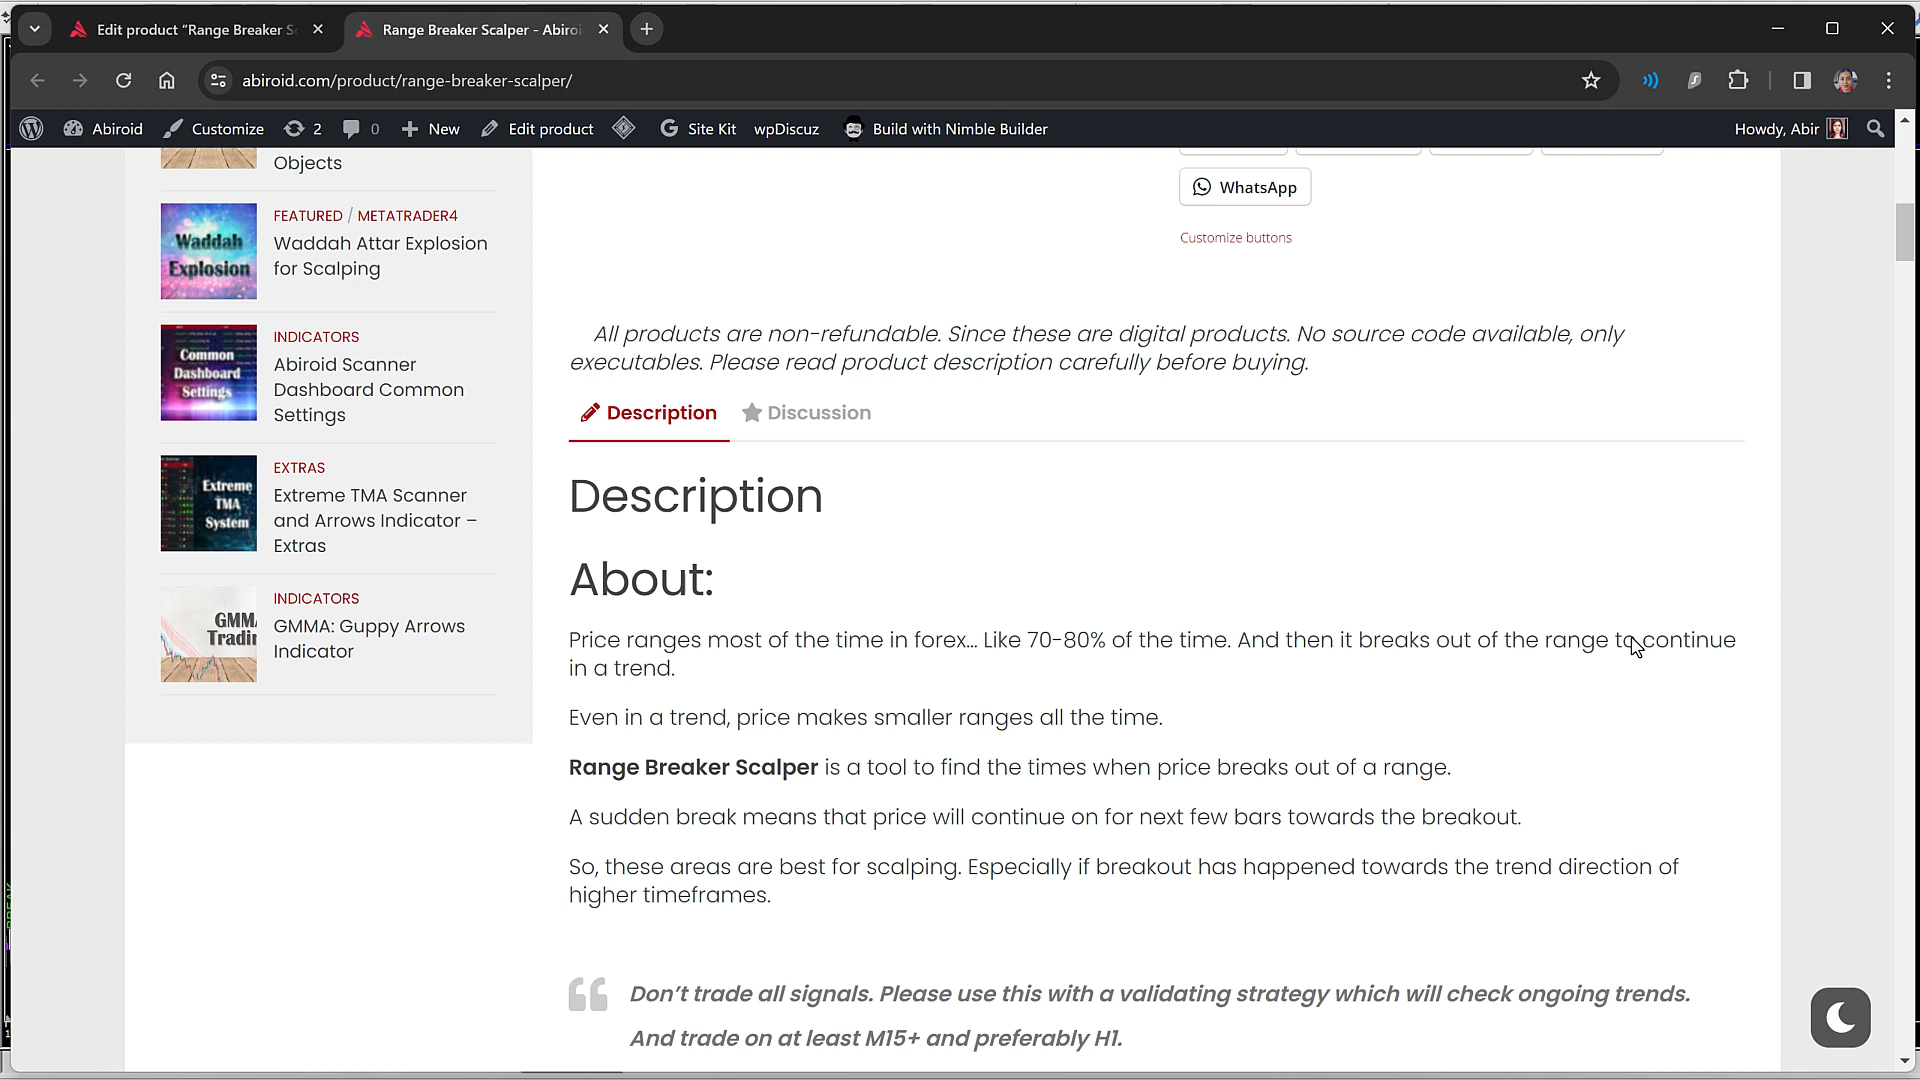 Edit product “Range Breaker S
Range Breaker Scalper - Abiroi
abiroid.com/product/range-breaker-scalper/
Abiroid
Customize
2
0
New
Edit product
Site Kit
wpDiscuz
Build with Nimble Builder
Howdy, Abir
Objects
FEATURED / METATRADER4
Waddah Attar Explosion
for Scalping
Waddah
Explosion
INDICATORS
Abiroid Scanner
Dashboard Common
Settings
Common
Dashboard
Settings
EXTRAS
Extreme TMA Scanner
and Arrows Indicator –
Extras
Extreme
TMA
System
INDICATORS
GMMA: Guppy Arrows
Indicator
WhatsApp
Customize buttons
All products are non-refundable. Since these are digital products. No source code available, only
executables. Please read product description carefully before buying.
Description
Discussion
Description
About:
Price ranges most of the time in forex… Like 70-80% of the time. And then it breaks out of the range to continue
in a trend.
Even in a trend, price makes smaller ranges all the time.
Range Breaker Scalper is a tool to find the times when price breaks out of a range.
A sudden break means that price will continue on for next few bars towards the breakout.
So, these areas are best for scalping. Especially if breakout has happened towards the trend direction of
higher timeframes.
Don’t trade all signals. Please use this with a validating strategy which will check ongoing trends.
And trade on at least M15+ and preferably H1.